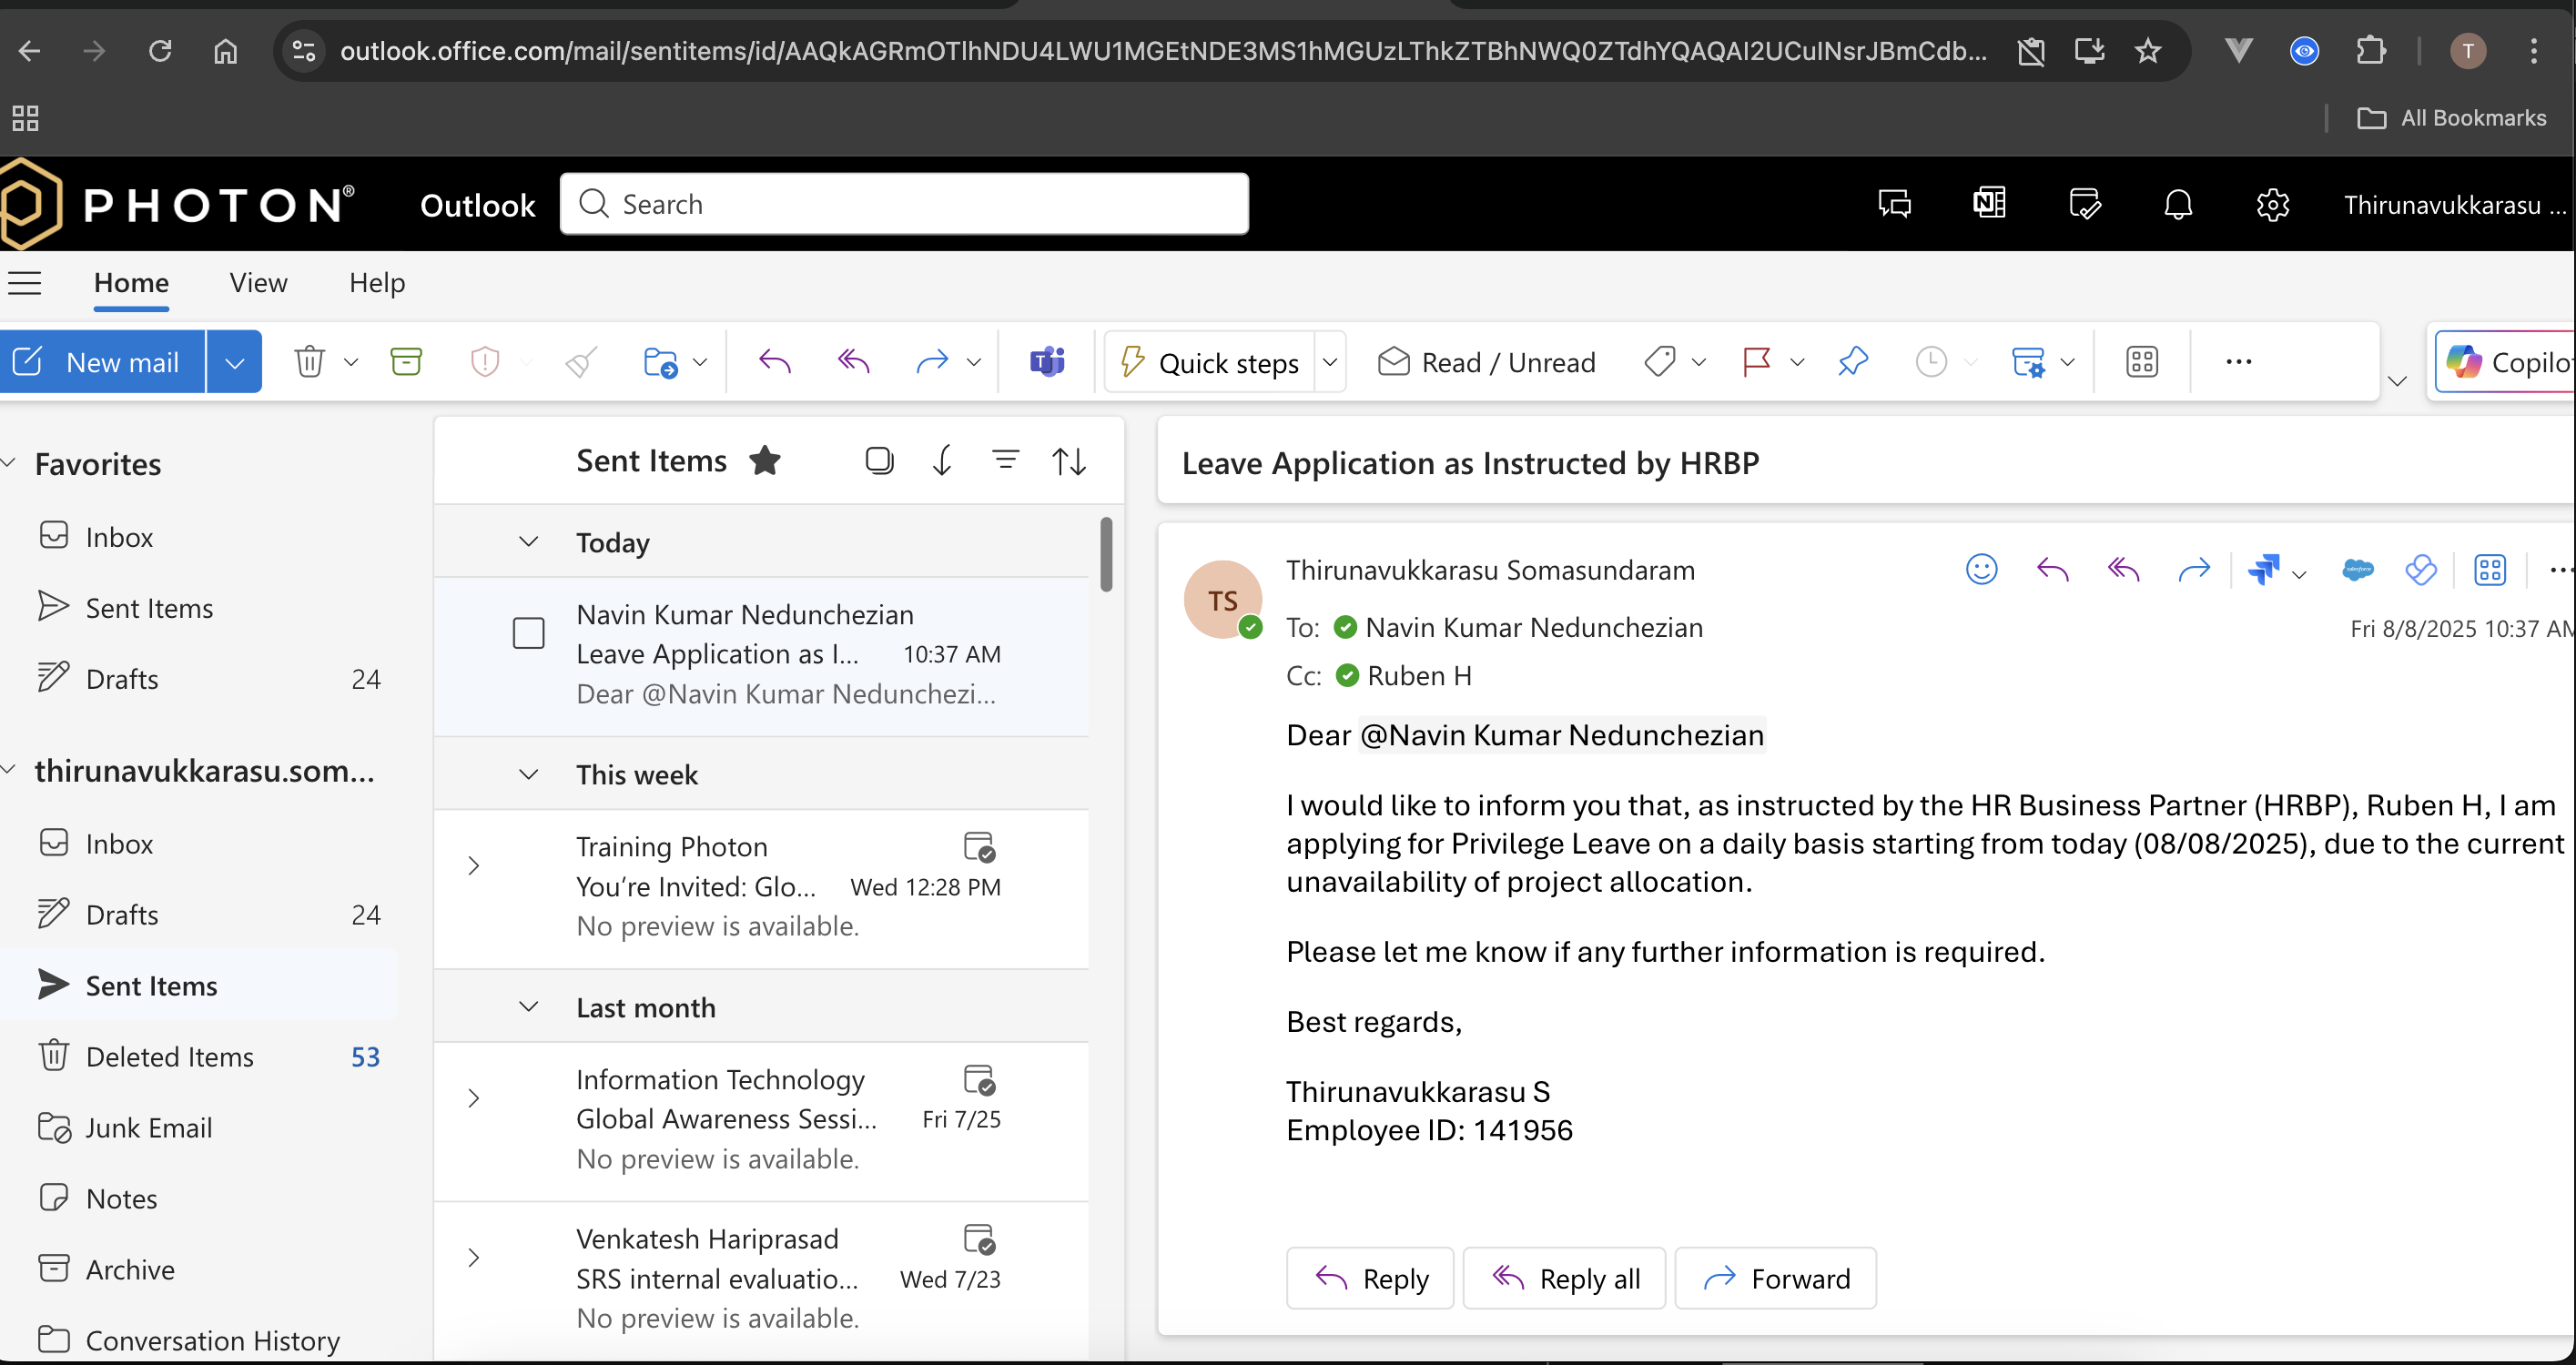 outlook.office.com/mail/sentitems/id/AAQkAGRmOTlhNDU4LWU1MGEtNDE3MS1hMGUzLThkZTBhNWQ0ZTdhYQAQAI2UCuINsrJBmCdb...
T
All Bookmarks
PHOTON®
Outlook
Search
Thirunavukkarasu ...
Home
View
Help
New mail
Quick steps
Read / Unread
...
Copilo
Favorites
Inbox
Sent Items
Drafts 24
thirunavukkarasu.som...
Inbox
Drafts 24
Sent Items
Deleted Items 53
Junk Email
Notes
Archive
Conversation History
Sent Items
Today
Navin Kumar Nedunchezian
Leave Application as I... 10:37 AM
Dear @Navin Kumar Nedunchezi...
This week
Training Photon
You're Invited: Glo... Wed 12:28 PM
No preview is available.
Last month
Information Technology
Global Awareness Sessi... Fri 7/25
No preview is available.
Venkatesh Hariprasad
SRS internal evaluatio... Wed 7/23
No preview is available.
Leave Application as Instructed by HRBP
TS
Thirunavukkarasu Somasundaram
To: Navin Kumar Nedunchezian
Fri 8/8/2025 10:37 AM
Cc: Ruben H
Dear @Navin Kumar Nedunchezian
I would like to inform you that, as instructed by the HR Business Partner (HRBP), Ruben H, I am
applying for Privilege Leave on a daily basis starting from today (08/08/2025), due to the current
unavailability of project allocation.
Please let me know if any further information is required.
Best regards,
Thirunavukkarasu S
Employee ID: 141956
Reply
Reply all
Forward